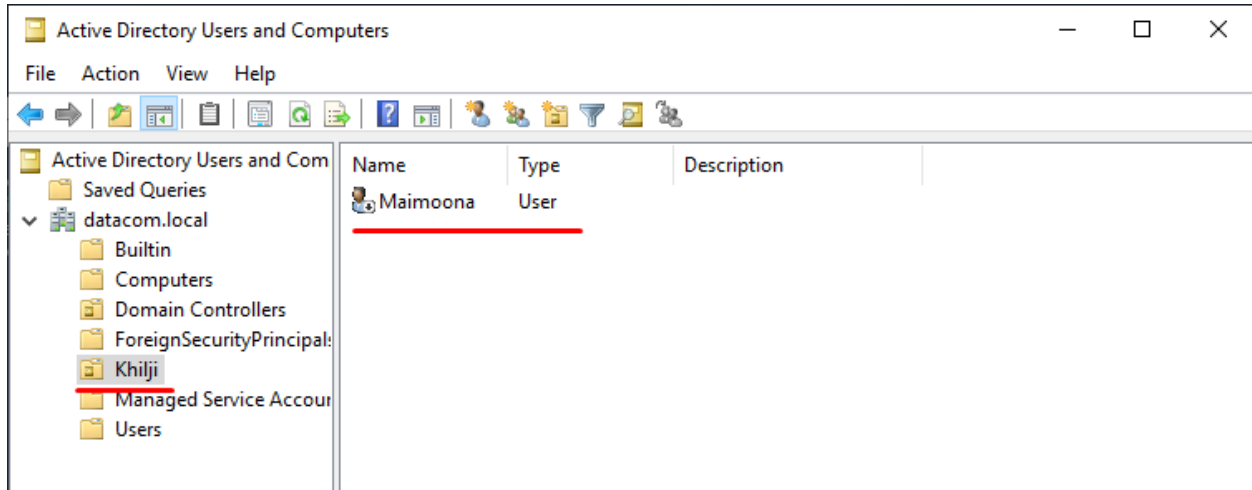 Active Directory Users and Computers
File Action View Help
Active Directory Users and Com
Saved Queries
datacom.local
Builtin
Computers
Domain Controllers
ForeignSecurityPrincipals
Khilji
Managed Service Accour
Users
Name Type Description
Maimoona User